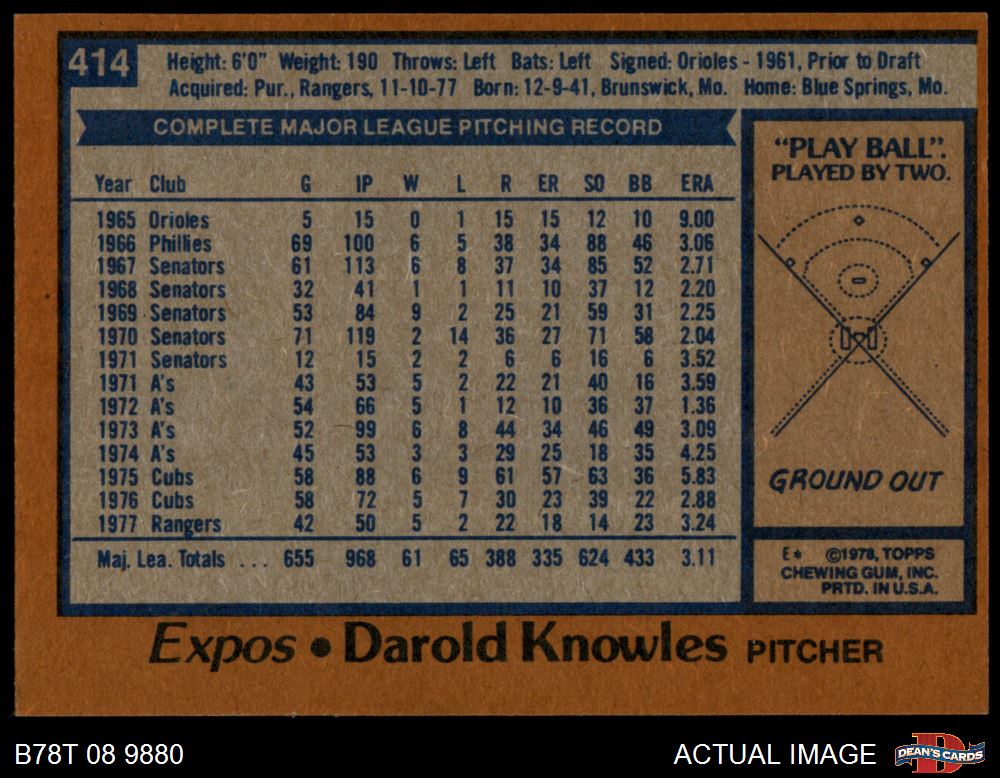 414
Height: 6'0" Weight: 190 Throws: Left Bats: Left Signed: Orioles - 1961, Prior to Draft
Acquired: Pur., Rangers, 11-10-77 Born: 12-9-41, Brunswick, Mo. Home: Blue Springs, Mo.
COMPLETE MAJOR LEAGUE PITCHING RECORD
Year Club G IP W L R ER SO BB ERA
1965 Orioles 5 15 0 1 15 15 12 10 9.00
1966 Phillies 69 100 6 5 38 34 88 46 3.06
1967 Senators 61 113 6 8 37 34 85 52 2.71
1968 Senators 32 41 1 1 11 10 37 12 2.20
1969 Senators 53 84 9 2 25 21 59 31 2.25
1970 Senators 71 119 2 14 36 27 71 58 2.04
1971 Senators 12 15 2 2 6 6 16 6 3.52
1971 A's 43 53 5 2 22 21 40 16 3.59
1972 A's 54 66 5 1 12 10 36 37 1.36
1973 A's 52 99 6 8 44 34 46 49 3.09
1974 A's 45 53 3 3 29 25 18 35 4.25
1975 Cubs 58 88 6 9 61 57 63 36 5.83
1976 Cubs 58 72 5 7 30 23 39 22 2.88
1977 Rangers 42 50 5 2 22 18 14 23 3.24
Maj. Lea. Totals ... 655 968 61 65 388 335 624 433 3.11
"PLAY BALL".
PLAYED BY TWO.
GROUND OUT
E* ©1978, TOPPS
CHEWING GUM, INC.
PRTD. IN U.S.A.
Expos • Darold Knowles PITCHER
B78T 08 9880
ACTUAL IMAGE
DEAN'S CARDS